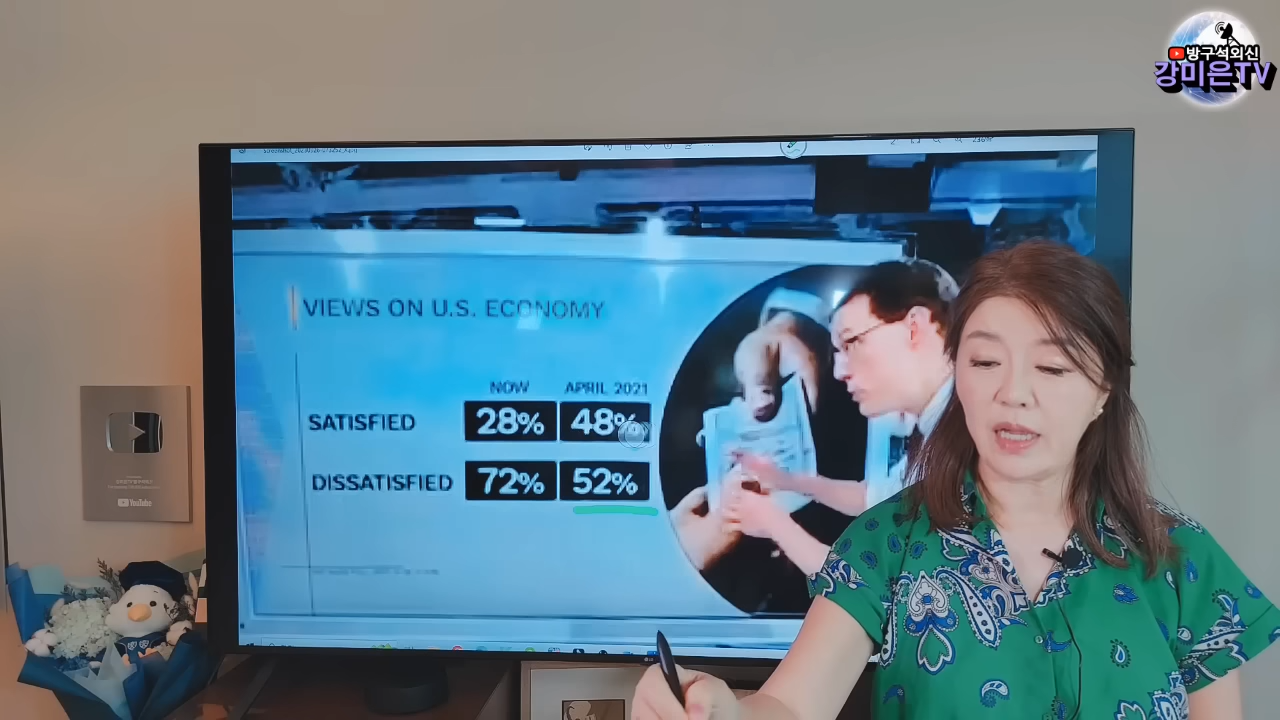 방구석외신
강미은TV
VIEWS ON U.S. ECONOMY
NOW APRIL 2021
SATISFIED 28% 48%
DISSATISFIED 72% 52%
YouTube
LG